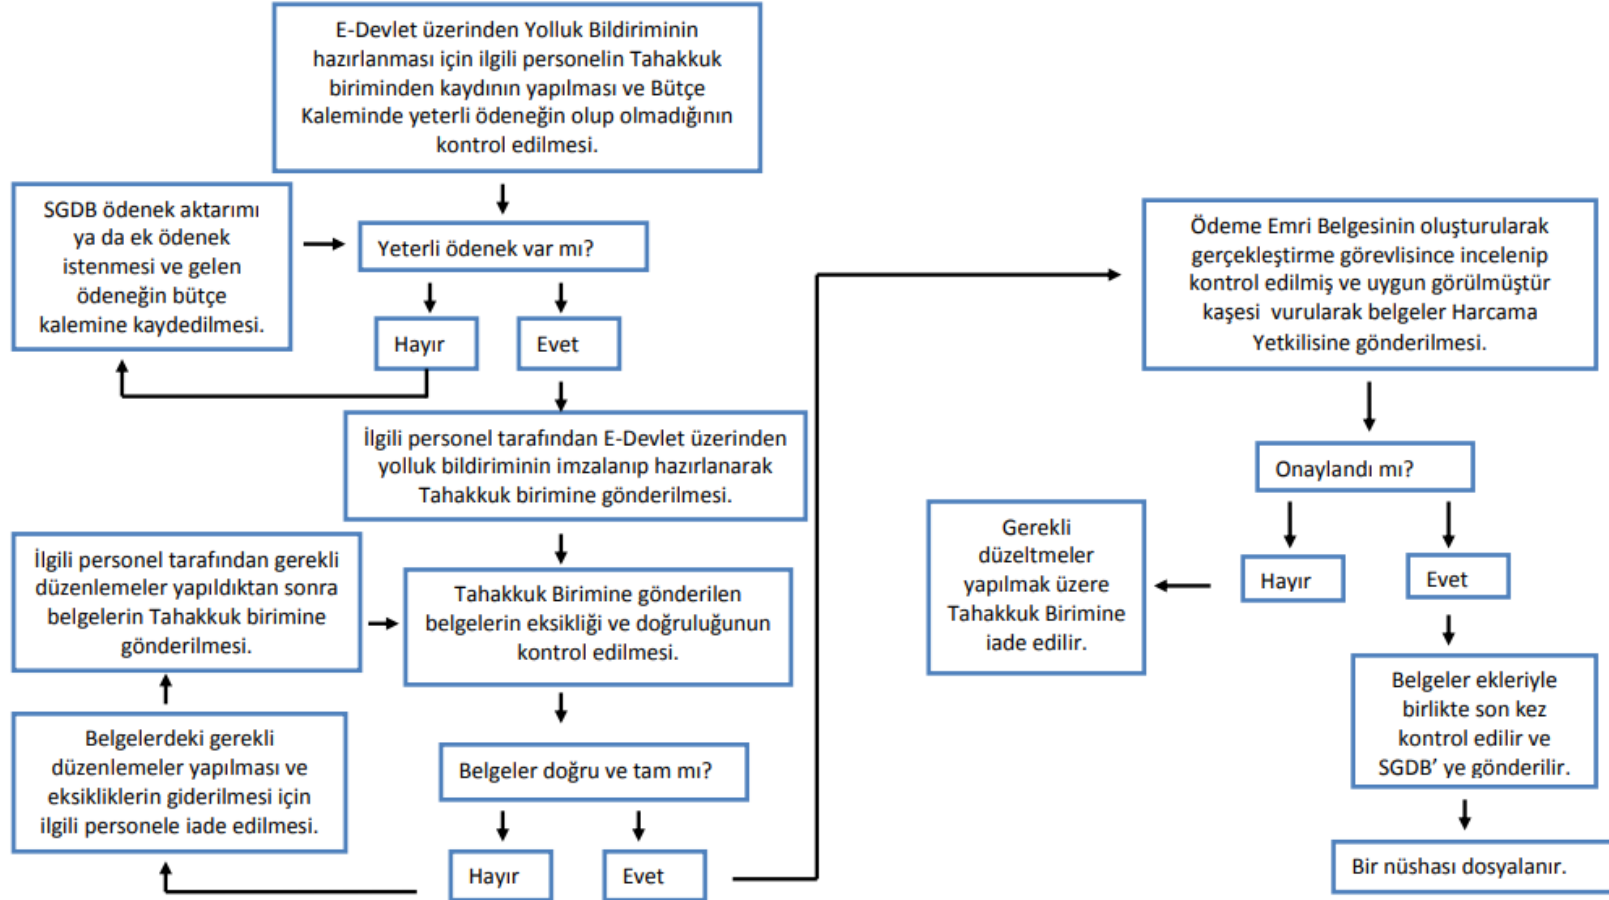 E-Devlet üzerinden Yolluk Bildiriminin
hazırlanması için ilgili personelin Tahakkuk
biriminden kaydının yapılması ve Bütçe
Kaleminde yeterli ödeneğin olup olmadığının
kontrol edilmesi.
SGDB ödenek aktarımı
ya da ek ödenek
istenmesi ve gelen
ödeneğin bütçe
kalemine kaydedilmesi.
Yeterli ödenek var mı?
Hayır
Evet
İlgili personel tarafından E-Devlet üzerinden
yolluk bildiriminin imzalanıp hazırlanarak
Tahakkuk birimine gönderilmesi.
İlgili personel tarafından gerekli
düzenlemeler yapıldıktan sonra
belgelerin Tahakkuk birimine
gönderilmesi.
Tahakkuk Birimine gönderilen
belgelerin eksikliği ve doğruluğunun
kontrol edilmesi.
Belgelerdeki gerekli
düzenlemeler yapılması ve
eksikliklerin giderilmesi için
ilgili personele iade edilmesi.
Belgeler doğru ve tam mı?
Hayır
Evet
Ödeme Emri Belgesinin oluşturularak
gerçekleştirme görevlisince incelenip
kontrol edilmiş ve uygun görülmüştür
kaşesi vurularak belgeler Harcama
Yetkilisine gönderilmesi.
Onaylandı mı?
Hayır
Evet
Gerekli
düzeltmeler
yapılmak üzere
Tahakkuk Birimine
iade edilir.
Belgeler ekleriyle
birlikte son kez
kontrol edilir ve
SGDB’ ye gönderilir.
Bir nüshası dosyalanır.